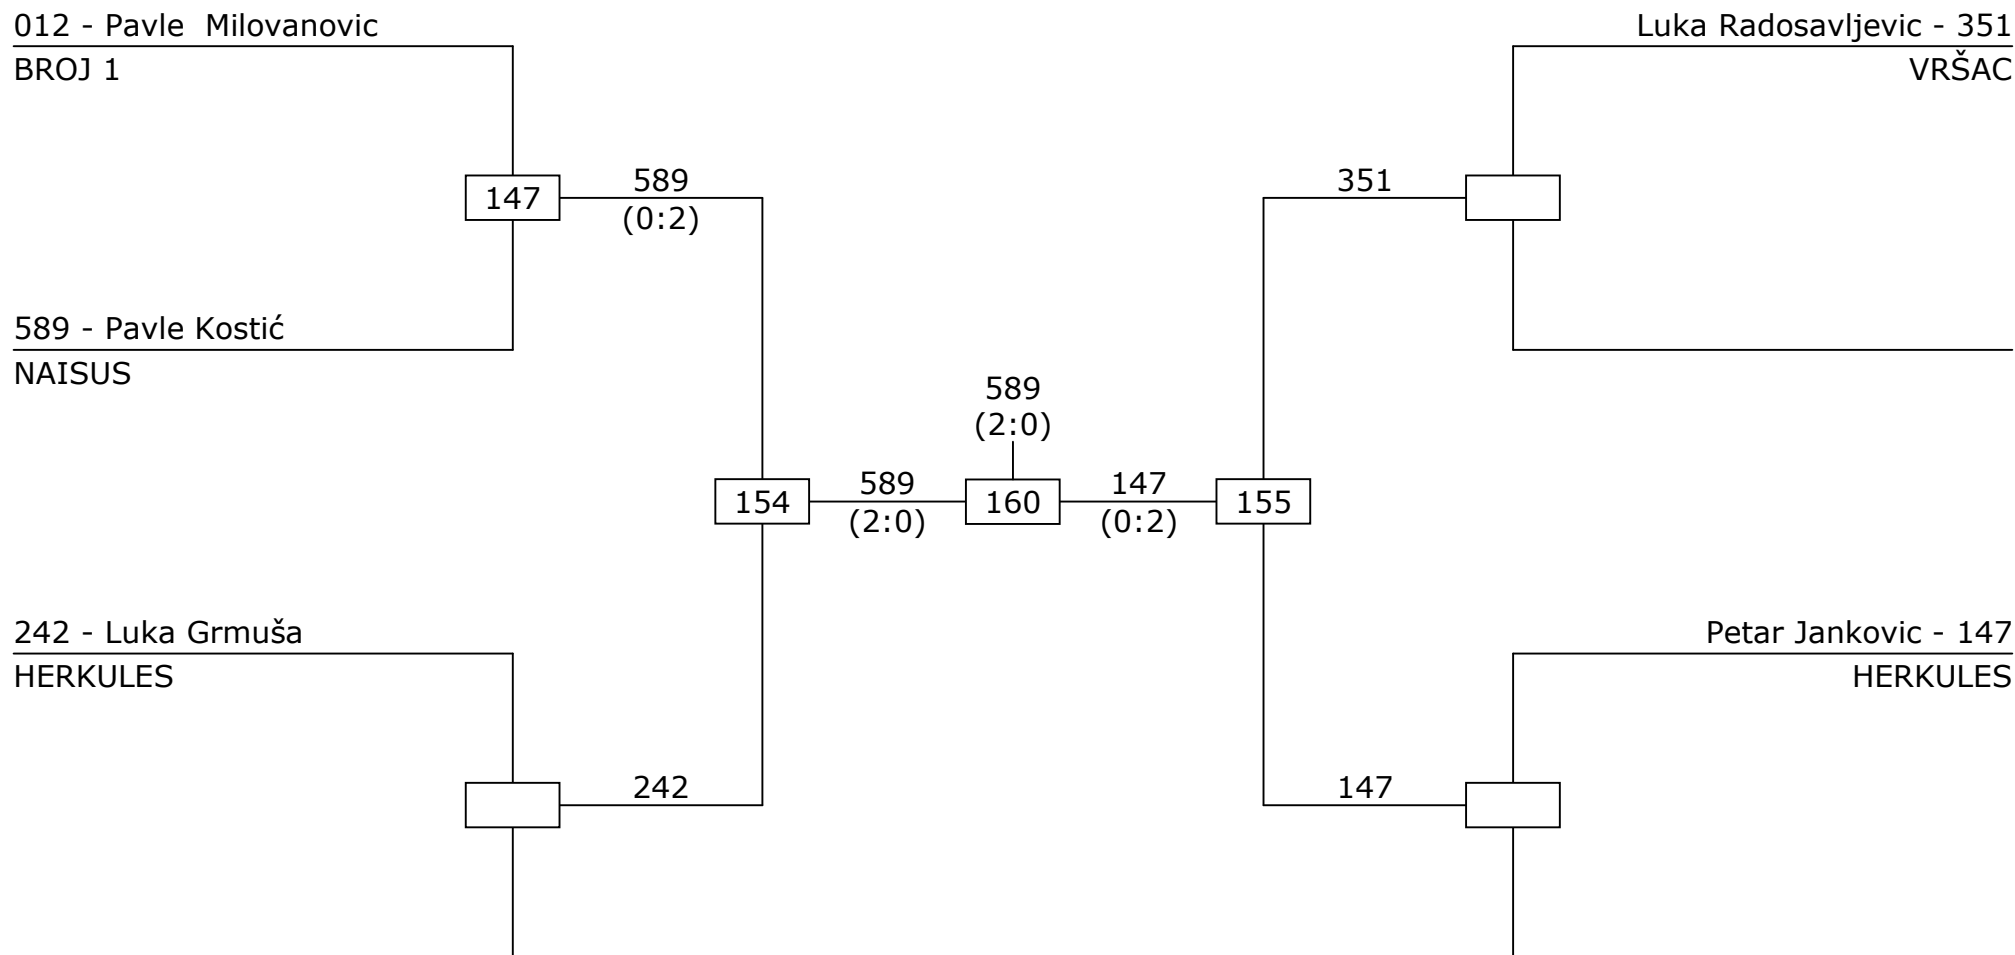 012 - Pavle  Milovanovic
BROJ 1
Luka Radosavljevic - 351
VRŠAC
147
589
(0:2)
351
589 - Pavle Kostić
NAISUS
589
(2:0)
154
589
(2:0)
160
147
(0:2)
155
242 - Luka Grmuša
HERKULES
Petar Jankovic - 147
HERKULES
242
147